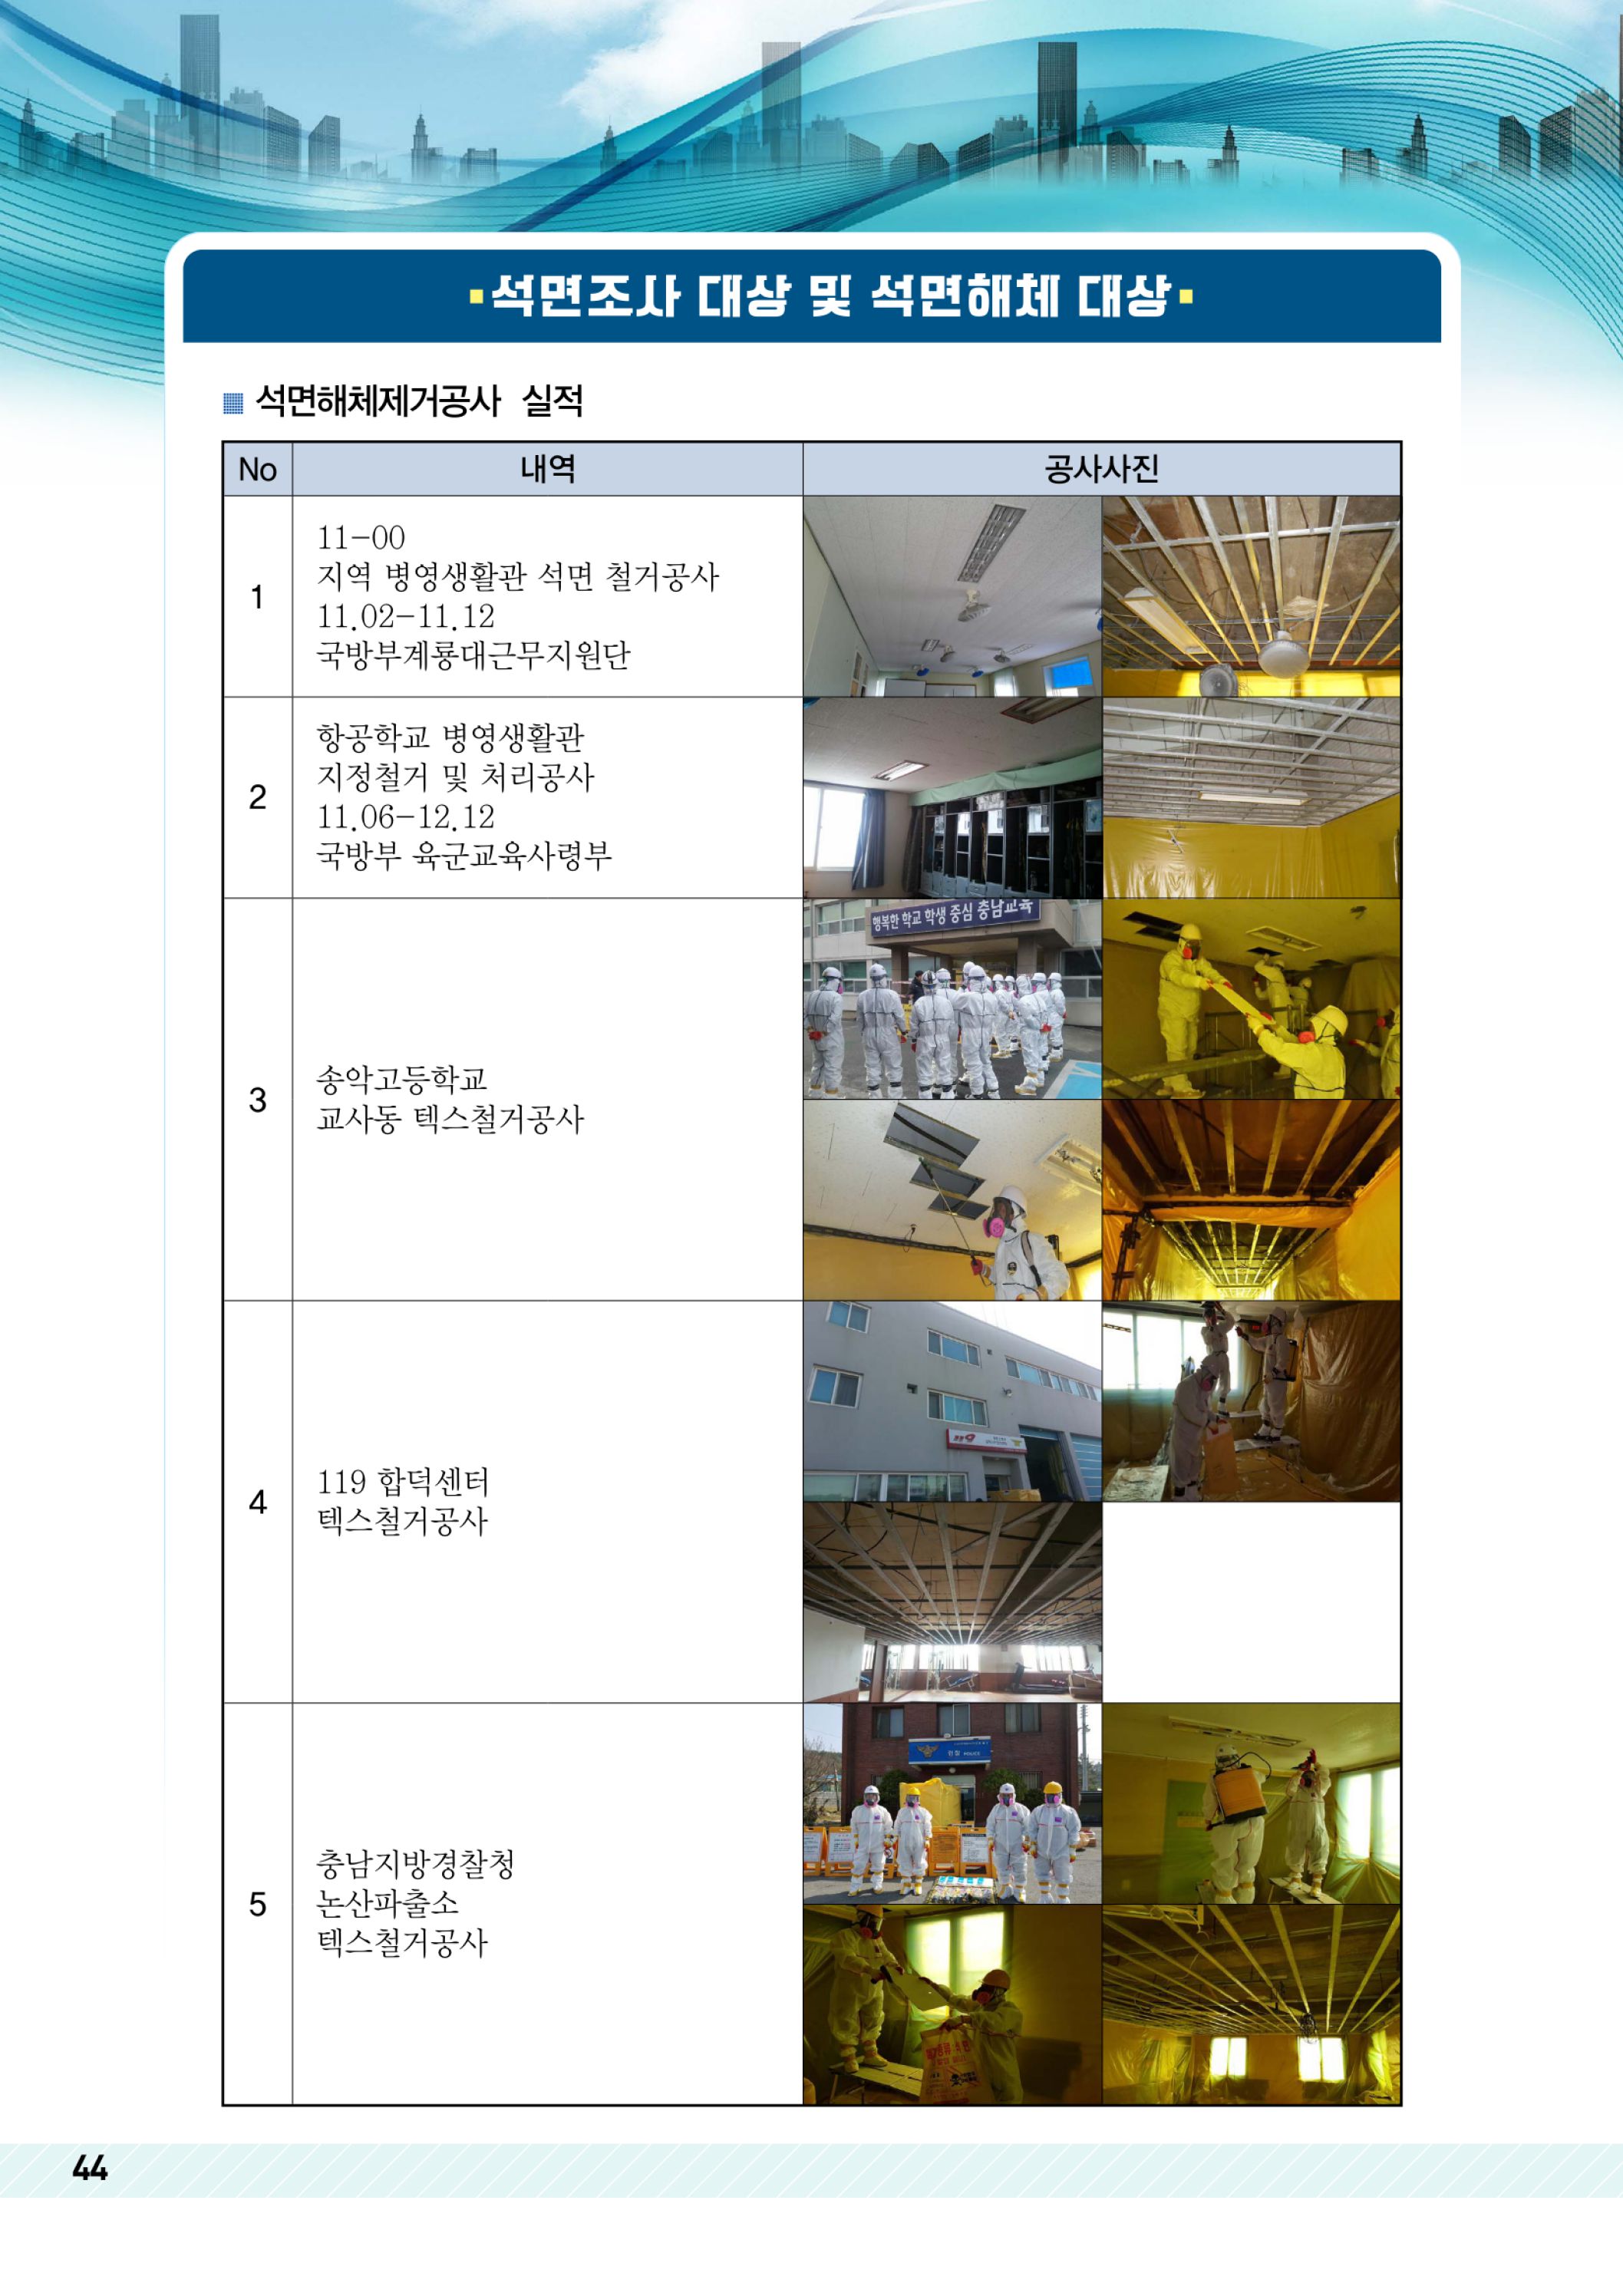 석면조사 대상 및 석면해체 대상
석면해체제거공사 실적
No 내역 공사사진
1
11-00
지역 병영생활관 석면 철거공사
11.02-11.12
국방부계룡대근무지원단
2
항공학교 병영생활관
지정철거 및 처리공사
11.06-12.12
국방부 육군교육사령부
3
송악고등학교
교사동 텍스철거공사
행복한 학교 학생 중심 충남교육
4
119 합덕센터
텍스철거공사
119
5
충남지방경찰청
논산파출소
텍스철거공사
경찰 POLICE
44